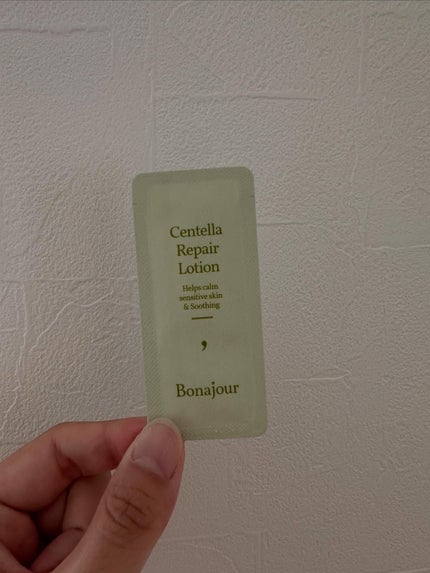 Centella
Repair
Lotion
Helps calm
sensitive skin
& Soothing
,
Bonajour